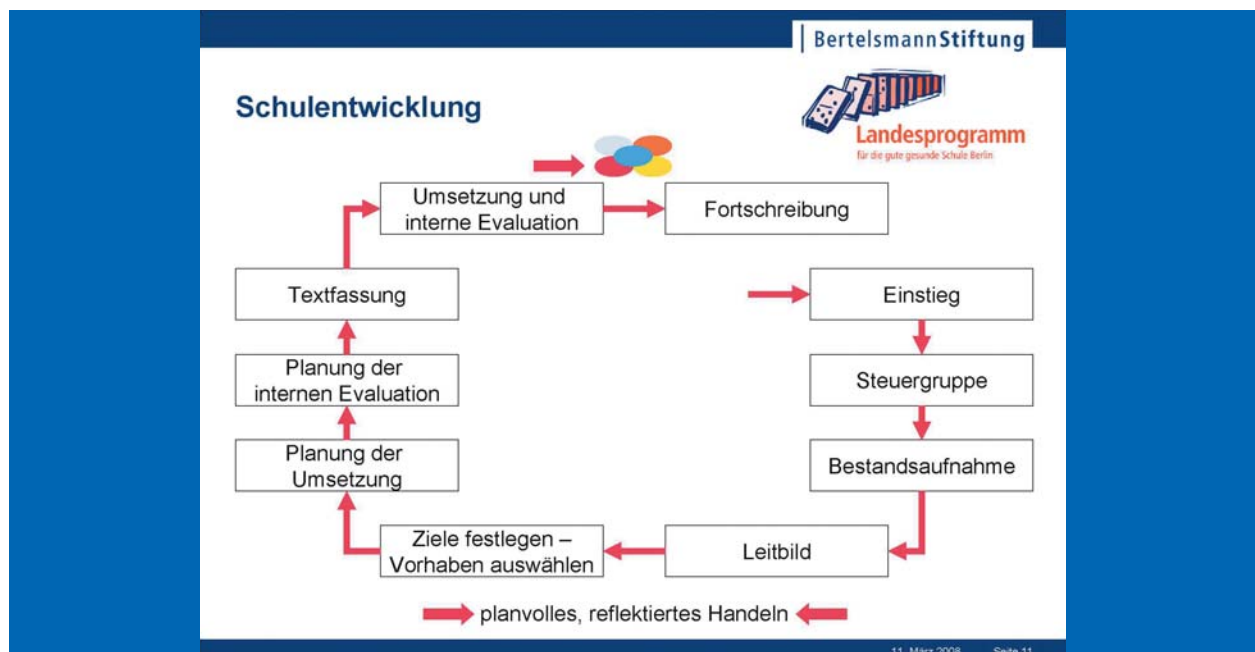 BertelsmannStiftung
Schulentwicklung
Landesprogramm
für die gute gesunde Schule Berlin
Umsetzung und
interne Evaluation
Fortschreibung
Textfassung
Einstieg
Planung der
internen Evaluation
Steuergruppe
Planung der
Umsetzung
Bestandsaufnahme
Ziele festlegen –
Vorhaben auswählen
Leitbild
planvolles, reflektiertes Handeln
11. März 2008 Seite 11